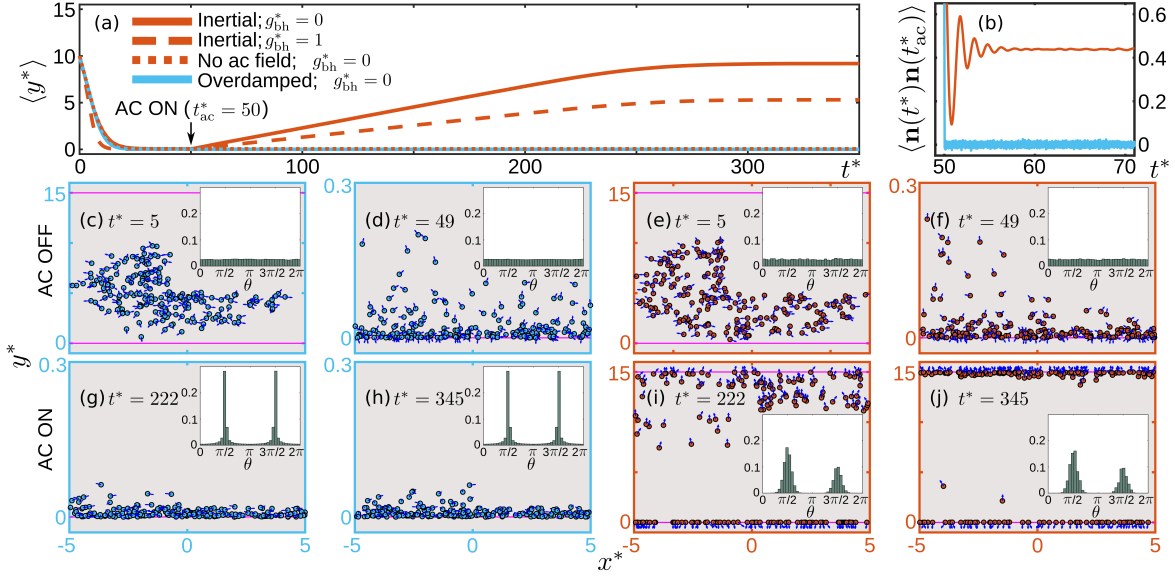 (a)
Inertial; g*bh = 0
Inertial; g*bh = 1
No ac field; g*bh = 0
Overdamped; g*bh = 0
AC ON (t*ac = 50)
⟨y*⟩
15
10
5
0
0 100 200 300 t*
(b)
⟨n(t*)n(t*ac)⟩
0.6
0.4
0.2
0
50 60 70 t*
AC OFF
15
0
(c) t* = 5
0.2
0.1
0
0 π/2 π 3π/2 2π
θ
0.3
0
(d) t* = 49
0.2
0.1
0
0 π/2 π 3π/2 2π
θ
15
0
(e) t* = 5
0.2
0.1
0
0 π/2 π 3π/2 2π
θ
0.3
0
(f) t* = 49
0.2
0.1
0
0 π/2 π 3π/2 2π
θ
y*
AC ON
0.3
0
(g) t* = 222
0.2
0.1
0
0 π/2 π 3π/2 2π
θ
-5 0
(h) t* = 345
0.2
0.1
0
0 π/2 π 3π/2 2π
θ
-5 0 5
15
0
(i) t* = 222
0.2
0.1
0
0 π/2 π 3π/2 2π
θ
-5 0
15
0
(j) t* = 345
0.2
0.1
0
0 π/2 π 3π/2 2π
θ
-5 0 5
x*